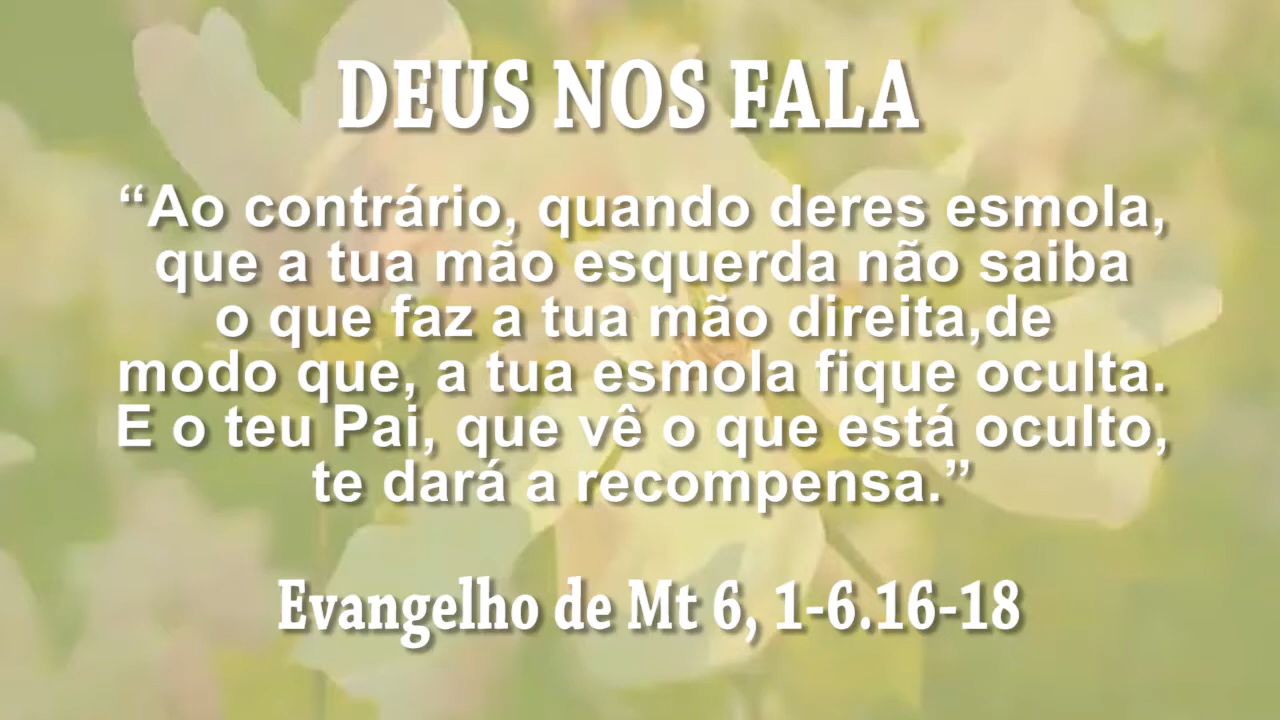 DEUS NOS FALA
“Ao contrário, quando deres esmola,
que a tua mão esquerda não saiba
o que faz a tua mão direita,de
modo que, a tua esmola fique oculta.
E o teu Pai, que vê o que está oculto,
te dará a recompensa.”
Evangelho de Mt 6, 1-6.16-18